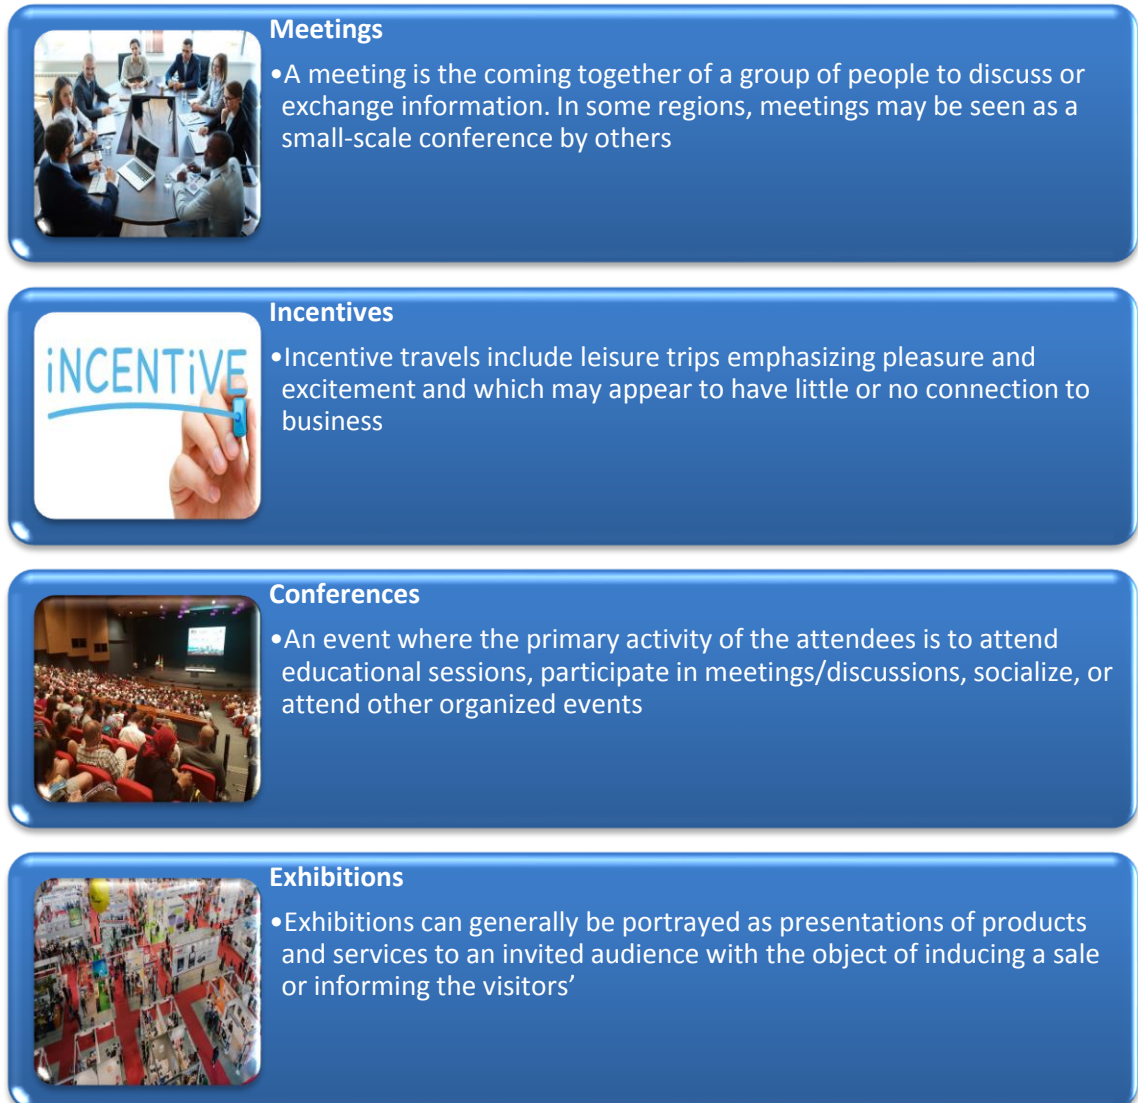 Meetings
•A meeting is the coming together of a group of people to discuss or
exchange information. In some regions, meetings may be seen as a
small-scale conference by others
Incentives
iNCENTiVE
•Incentive travels include leisure trips emphasizing pleasure and
excitement and which may appear to have little or no connection to
business
Conferences
•An event where the primary activity of the attendees is to attend
educational sessions, participate in meetings/discussions, socialize, or
attend other organized events
Exhibitions
•Exhibitions can generally be portrayed as presentations of products
and services to an invited audience with the object of inducing a sale
or informing the visitors’